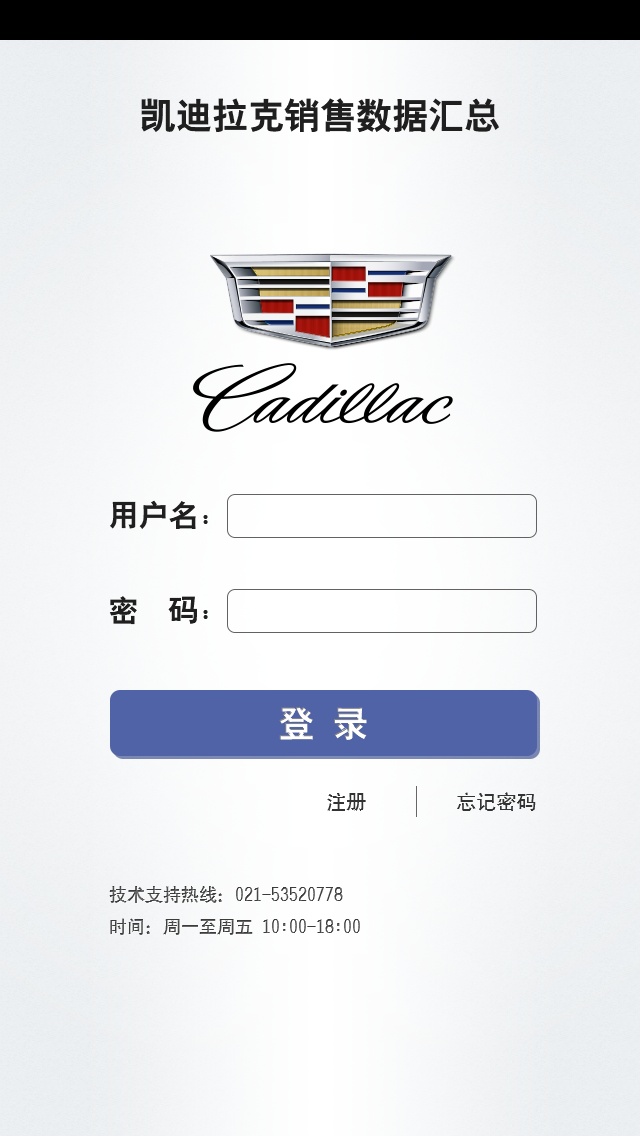 凯迪拉克销售数据汇总
Cadillac
用户名：
密 码：
登 录
注册 忘记密码
技术支持热线：021-53520778
时间：周一至周五 10:00-18:00